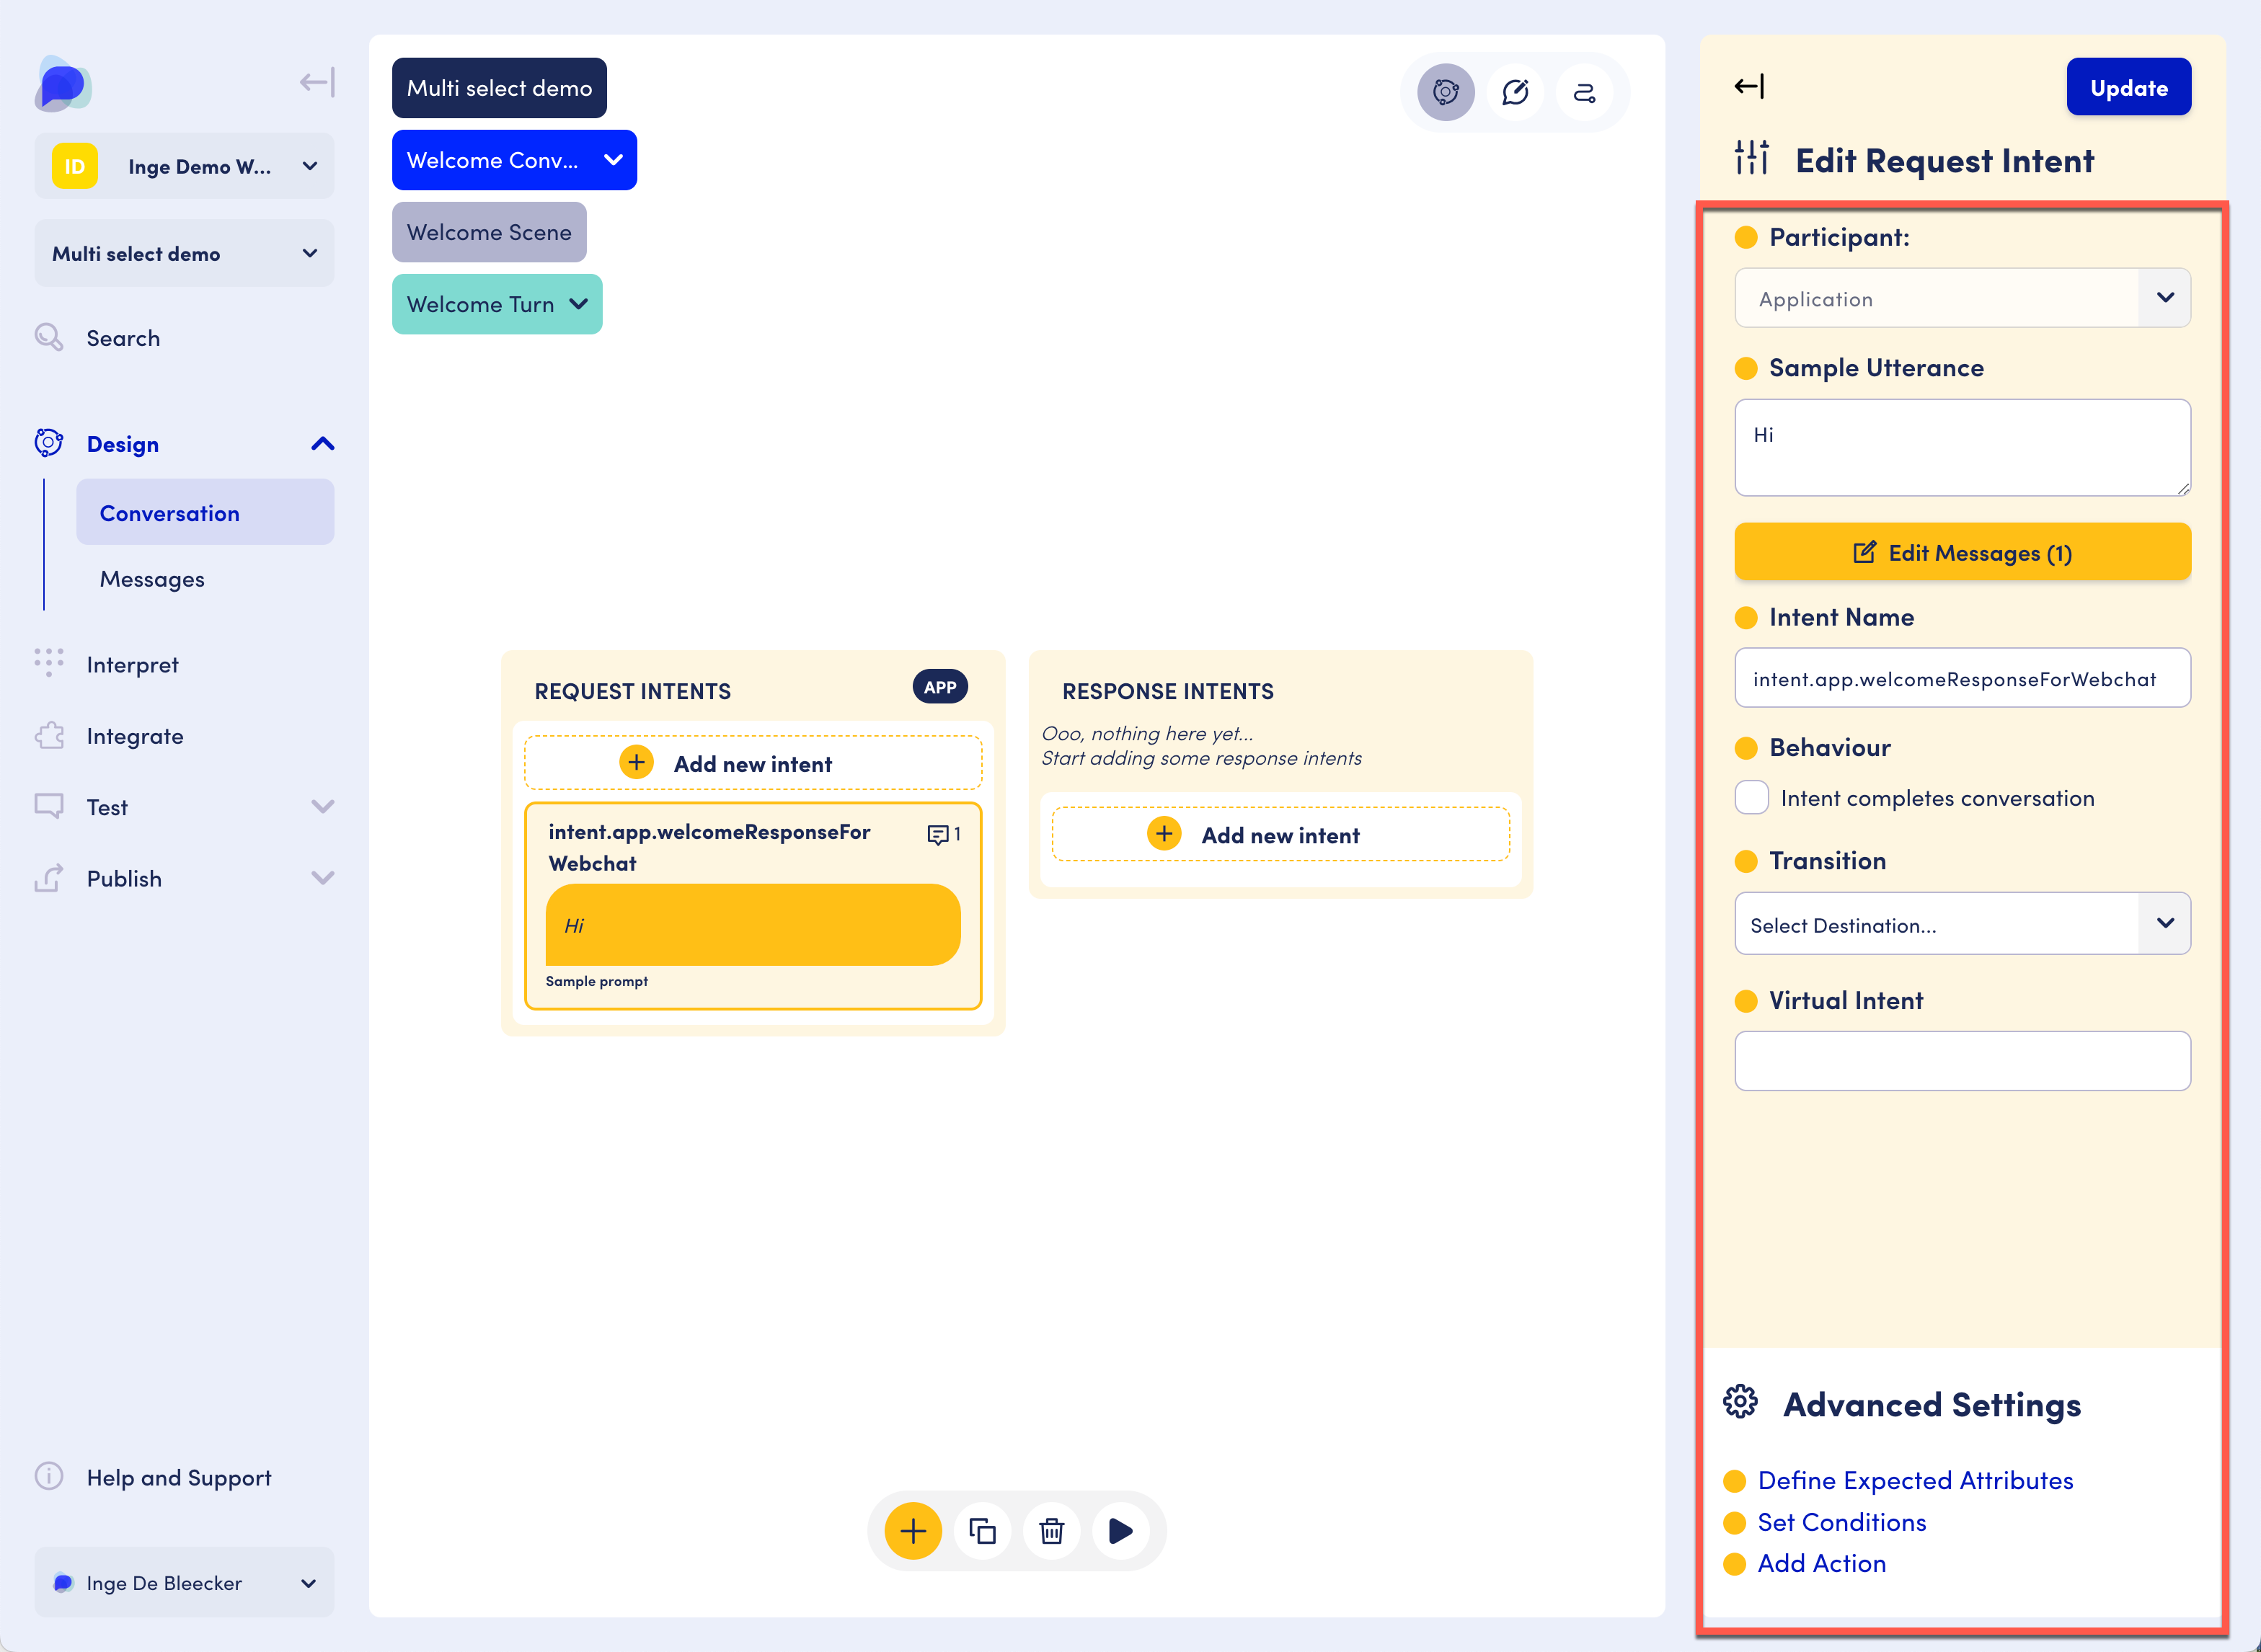 ID
Inge Demo W...
Multi select demo
Search
Design
Conversation
Messages
Interpret
Integrate
Test
Publish
Help and Support
Inge De Bleecker
Multi select demo
Welcome Conv...
Welcome Scene
Welcome Turn
REQUEST INTENTS
APP
Add new intent
intent.app.welcomeResponseFor
Webchat
1
Hi
Sample prompt
RESPONSE INTENTS
Ooo, nothing here yet...
Start adding some response intents
Add new intent
Update
Edit Request Intent
Participant:
Application
Sample Utterance
Hi
Edit Messages (1)
Intent Name
intent.app.welcomeResponseForWebchat
Behaviour
Intent completes conversation
Transition
Select Destination...
Virtual Intent
Advanced Settings
Define Expected Attributes
Set Conditions
Add Action